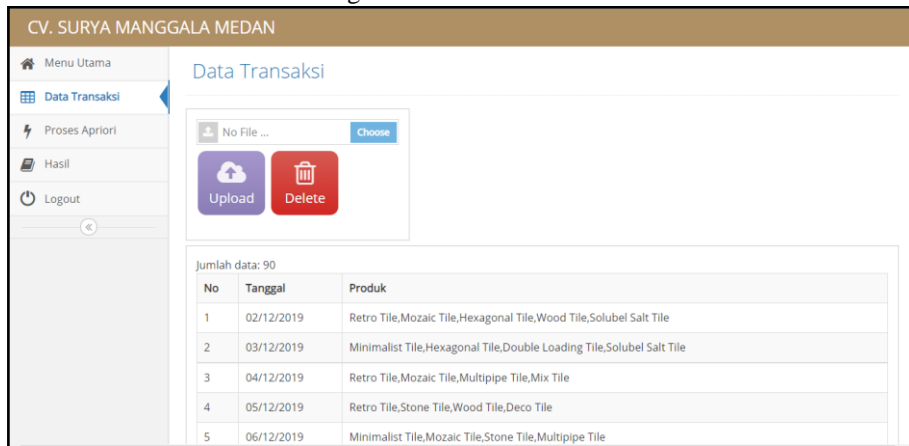 CV. SURYA MANGGALA MEDAN
Menu Utama
Data Transaksi
Proses Apriori
Hasil
Logout
Data Transaksi
No File ...
Choose
Upload
Delete
Jumlah data: 90
No Tanggal Produk
1 02/12/2019 Retro Tile,Mozaic Tile,Hexagonal Tile,Wood Tile,Solubel Salt Tile
2 03/12/2019 Minimalist Tile,Hexagonal Tile,Double Loading Tile,Solubel Salt Tile
3 04/12/2019 Retro Tile,Mozaic Tile,Multipipe Tile,Mix Tile
4 05/12/2019 Retro Tile,Stone Tile,Wood Tile,Deco Tile
5 06/12/2019 Minimalist Tile,Mozaic Tile,Stone Tile,Multipipe Tile